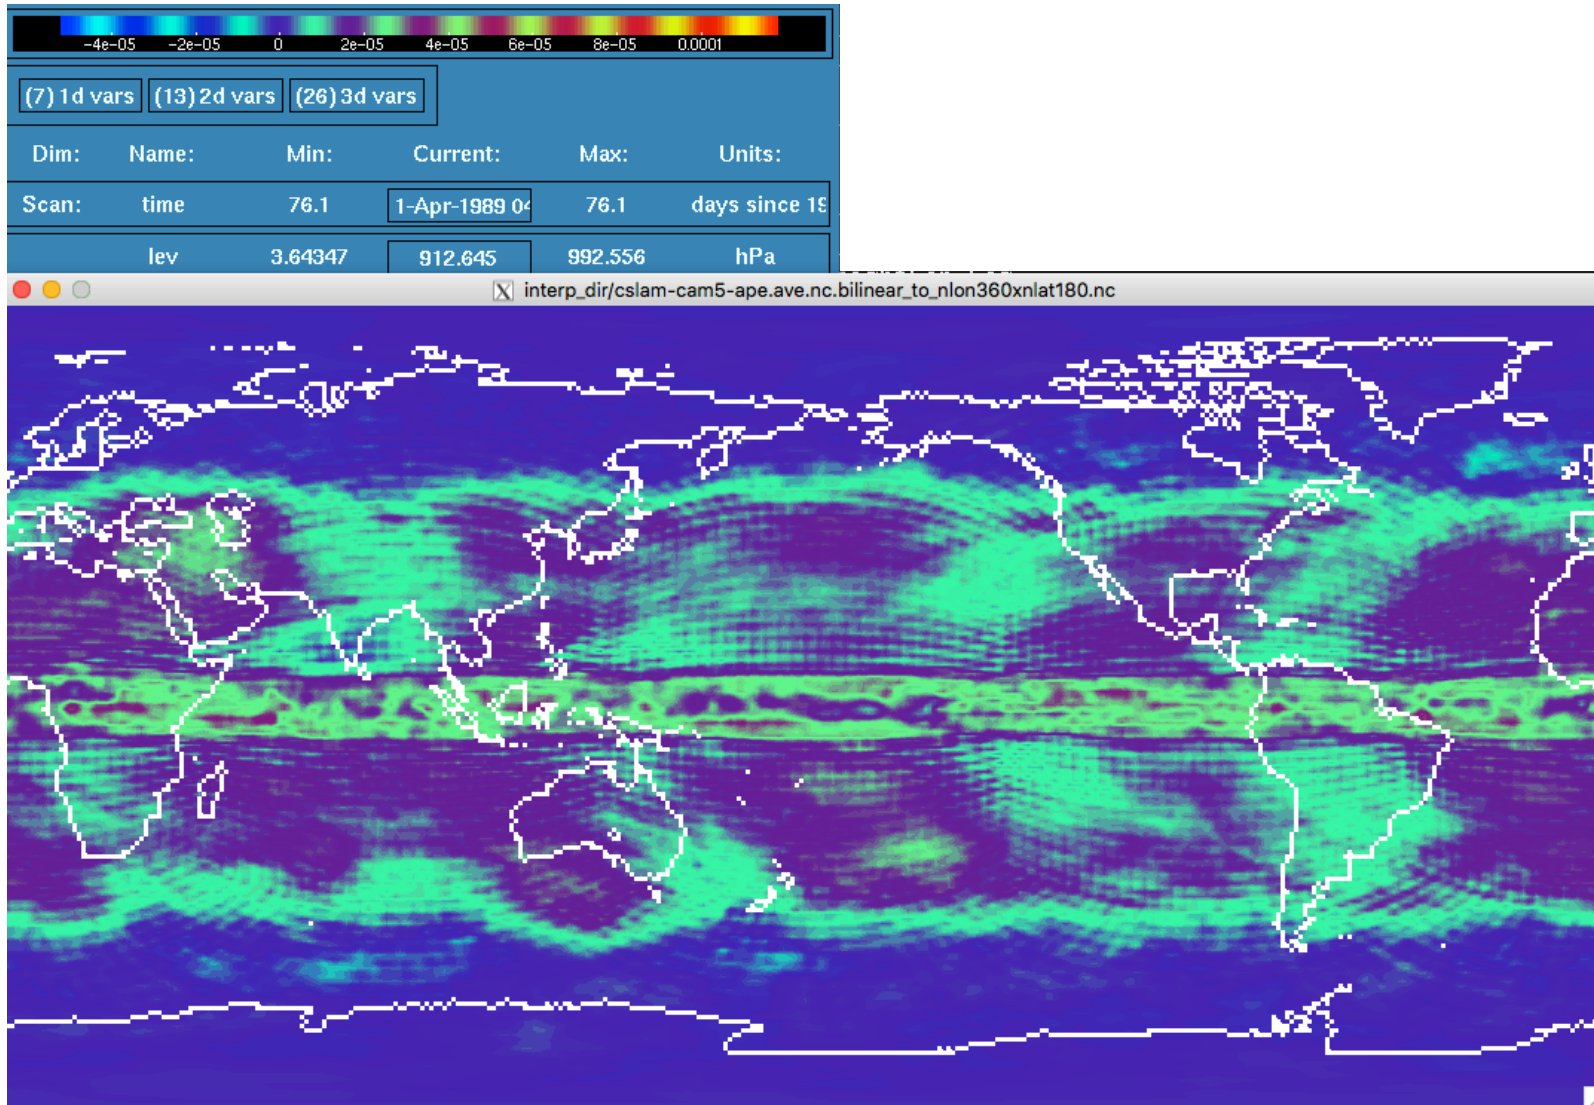 -4e-05 -2e-05 0 2e-05 4e-05 6e-05 8e-05 0.0001
(7) 1d vars (13) 2d vars (26) 3d vars
Dim: Name: Min: Current: Max: Units:
Scan: time 76.1 1-Apr-1989 04 76.1 days since 19
lev 3.64347 912.645 992.556 hPa
X interp_dir/cslam-cam5-ape.ave.nc.bilinear_to_nlon360xnlat180.nc